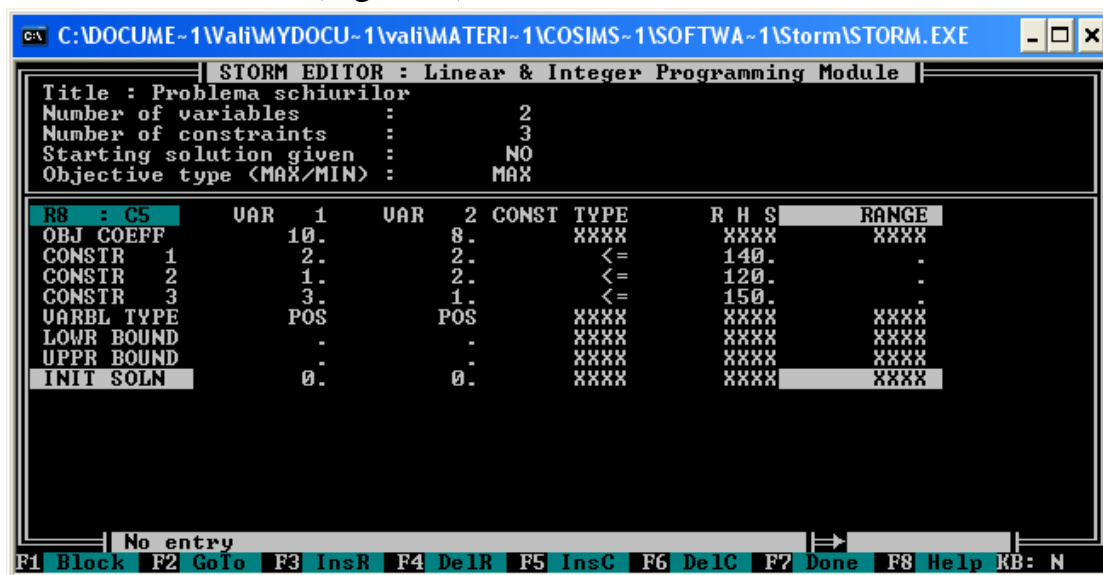 C:\DOCUME~1\Vali\MYDOCU~1\vali\MATERI~1\COSIMS~1\SOFTWA~1\Storm\STORM.EXE
STORM EDITOR : Linear & Integer Programming Module
Title : Problema schiurilor
Number of variables : 2
Number of constraints : 3
Starting solution given : NO
Objective type (MAX/MIN) : MAX
R8 : C5 VAR 1 VAR 2 CONST TYPE R H S RANGE
OBJ COEFF 10. 8. XXXX XXXX XXXX
CONSTR 1 2. 2. <= 140. .
CONSTR 2 1. 2. <= 120. .
CONSTR 3 3. 1. <= 150. .
VARBL TYPE POS POS XXXX XXXX XXXX
LOWR BOUND . . XXXX XXXX XXXX
UPPR BOUND . . XXXX XXXX XXXX
INIT SOLN 0. 0. XXXX XXXX XXXX
No entry
F1 Block F2 GoTo F3 InsR F4 DelR F5 InsC F6 DelC F7 Done F8 Help KB: N